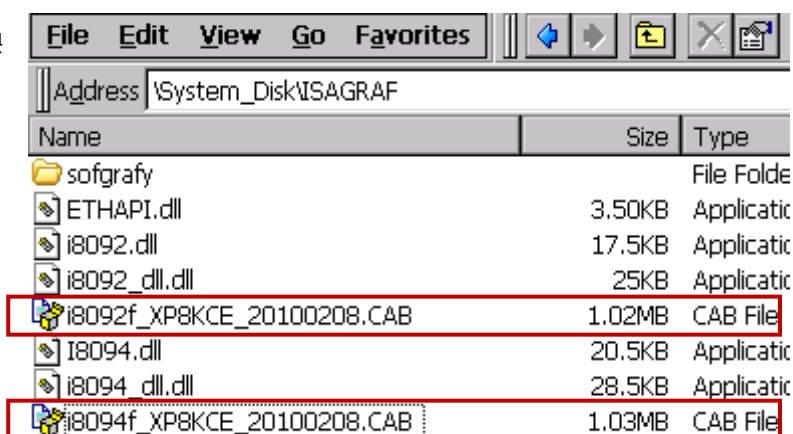 File Edit View Go Favorites
Address \System_Disk\ISAGRAF
Name Size Type
sofgrafy File Folde
ETHAPI.dll 3.50KB Applicatio
i8092.dll 17.5KB Applicatio
i8092_dll.dll 25KB Applicatio
i8092f_XP8KCE_20100208.CAB 1.02MB CAB File
I8094.dll 20.5KB Applicatio
i8094_dll.dll 28.5KB Applicatio
i8094f_XP8KCE_20100208.CAB 1.03MB CAB File